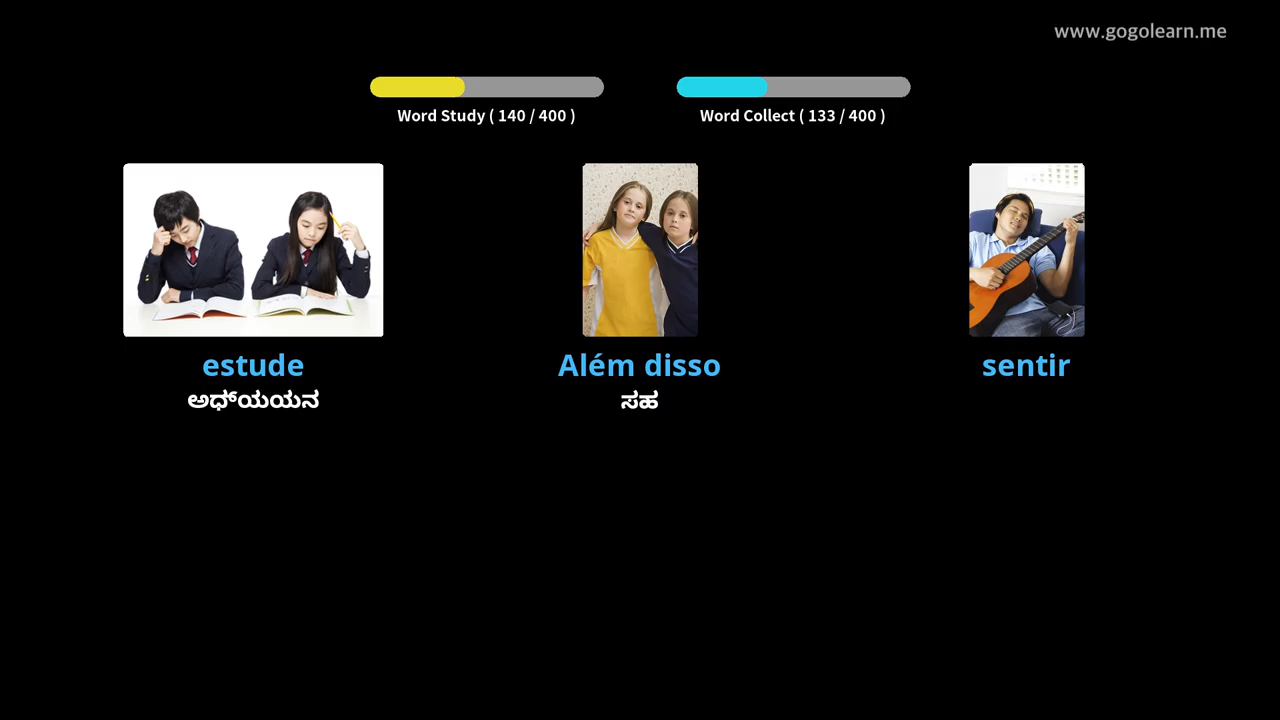 www.gogolearn.me
Word Study ( 140 / 400 )
Word Collect ( 133 / 400 )
estude
Além disso
sentir
ಅಧ್ಯಯನ
ಸಹ